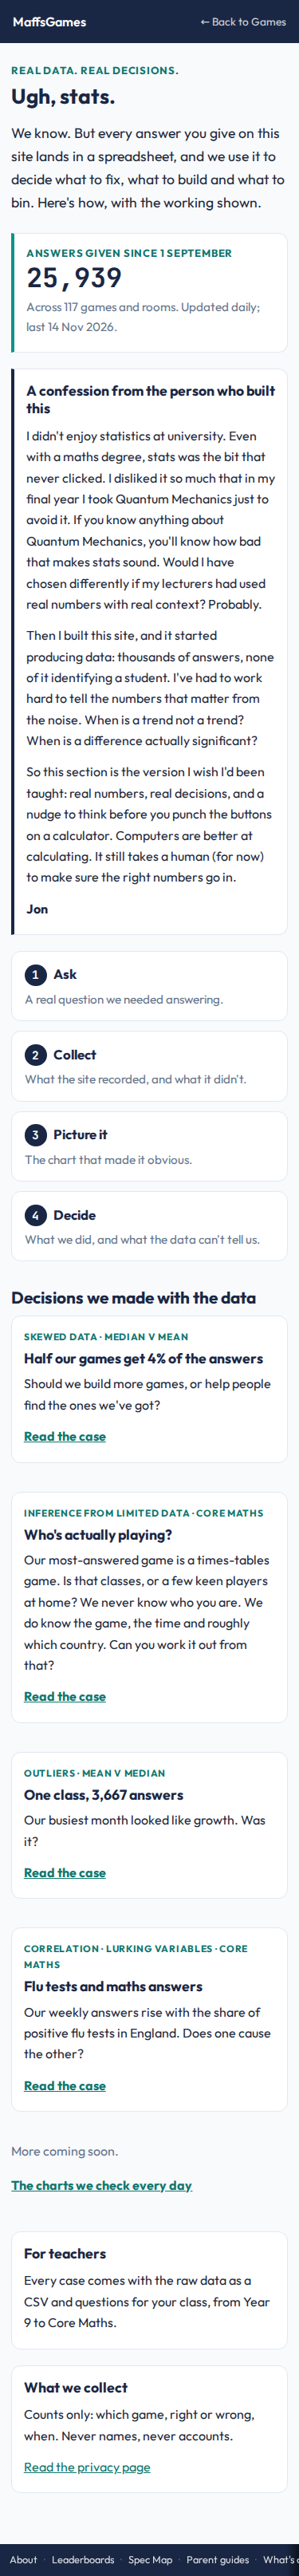 MaffsGames
← Back to Games
REAL DATA. REAL DECISIONS.
Ugh, stats.
We know. But every answer you give on this
site lands in a spreadsheet, and we use it to
decide what to fix, what to build and what to
bin. Here's how, with the working shown.
ANSWERS GIVEN SINCE 1 SEPTEMBER
25,939
Across 117 games and rooms. Updated daily;
last 14 Nov 2026.
A confession from the person who built
this
I didn't enjoy statistics at university. Even
with a maths degree, stats was the bit that
never clicked. I disliked it so much that in my
final year I took Quantum Mechanics just to
avoid it. If you know anything about
Quantum Mechanics, you'll know how bad
that makes stats sound. Would I have
chosen differently if my lecturers had used
real numbers with real context? Probably.
Then I built this site, and it started
producing data: thousands of answers, none
of it identifying a student. I've had to work
hard to tell the numbers that matter from
the noise. When is a trend not a trend?
When is a difference actually significant?
So this section is the version I wish I'd been
taught: real numbers, real decisions, and a
nudge to think before you punch the buttons
on a calculator. Computers are better at
calculating. It still takes a human (for now)
to make sure the right numbers go in.
Jon
1 Ask
A real question we needed answering.
2 Collect
What the site recorded, and what it didn't.
3 Picture it
The chart that made it obvious.
4 Decide
What we did, and what the data can't tell us.
Decisions we made with the data
SKEWED DATA · MEDIAN V MEAN
Half our games get 4% of the answers
Should we build more games, or help people
find the ones we've got?
Read the case
INFERENCE FROM LIMITED DATA · CORE MATHS
Who's actually playing?
Our most-answered game is a times-tables
game. Is that classes, or a few keen players
at home? We never know who you are. We
do know the game, the time and roughly
which country. Can you work it out from
that?
Read the case
OUTLIERS · MEAN V MEDIAN
One class, 3,667 answers
Our busiest month looked like growth. Was
it?
Read the case
CORRELATION · LURKING VARIABLES · CORE
MATHS
Flu tests and maths answers
Our weekly answers rise with the share of
positive flu tests in England. Does one cause
the other?
Read the case
More coming soon.
The charts we check every day
For teachers
Every case comes with the raw data as a
CSV and questions for your class, from Year
9 to Core Maths.
What we collect
Counts only: which game, right or wrong,
when. Never names, never accounts.
Read the privacy page
About · Leaderboards · Spec Map · Parent guides · What's